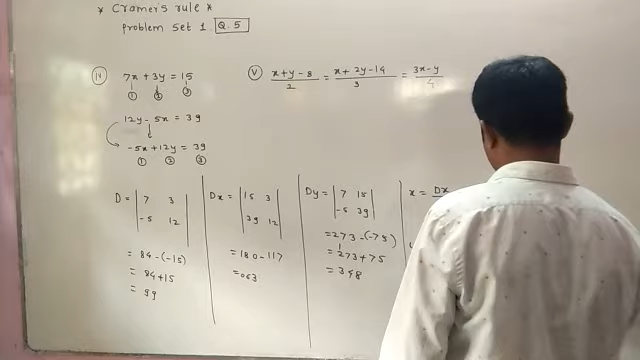 * Cramer's rule *
Problem set 1 Q.5
iv) 7x + 3y = 15
① ② ③
12y - 5x = 39
-5x + 12y = 39
① ② ③
v) x+y-8/2 = x+2y-14/3 = 3x-y/4
D = | 7 3 |
| -5 12 |
= 84 - (-15)
= 84 + 15
= 99
Dx = | 15 3 |
| 39 12 |
= 180 - 117
= 063
Dy = | 7 15 |
| -5 39 |
= 273 - (-75)
= 273 + 75
= 348
x = Dx